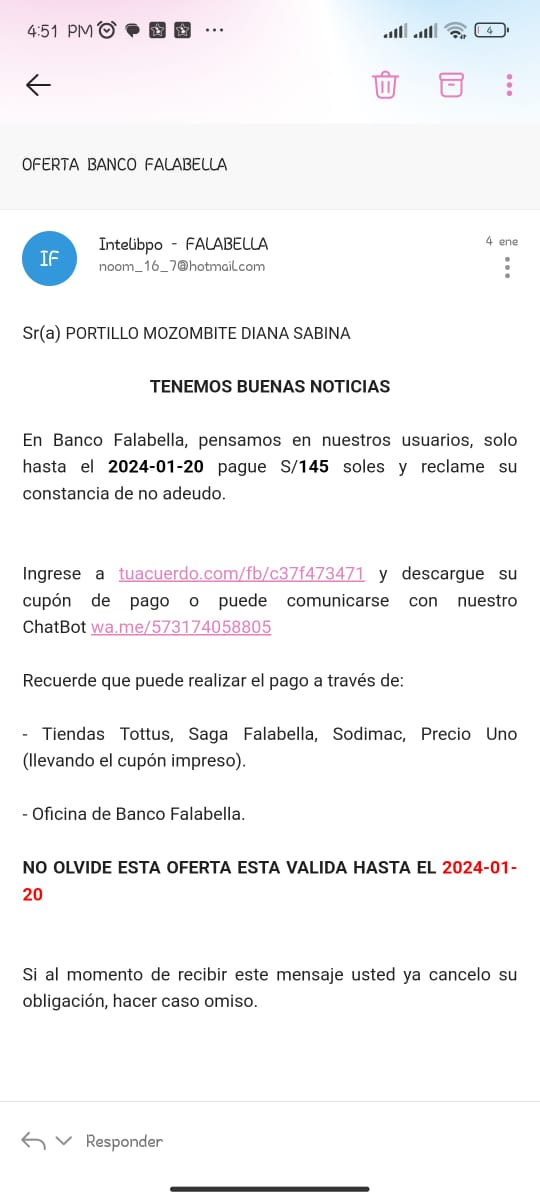 4:51 PM
4
OFERTA BANCO FALABELLA
IF
Intelibpo - FALABELLA
4 ene
noom_16_7@hotmail.com
Sr(a) PORTILLO MOZOMBITE DIANA SABINA
TENEMOS BUENAS NOTICIAS
En Banco Falabella, pensamos en nuestros usuarios, solo
hasta el 2024-01-20 pague S/145 soles y reclame su
constancia de no adeudo.
Ingrese a tuacuerdo.com/fb/c37f473471 y descargue su
cupón de pago o puede comunicarse con nuestro
ChatBot wa.me/573174058805
Recuerde que puede realizar el pago a través de:
- Tiendas Tottus, Saga Falabella, Sodimac, Precio Uno
(llevando el cupón impreso).
- Oficina de Banco Falabella.
NO OLVIDE ESTA OFERTA ESTA VALIDA HASTA EL 2024-01-
20
Si al momento de recibir este mensaje usted ya cancelo su
obligación, hacer caso omiso.
Responder